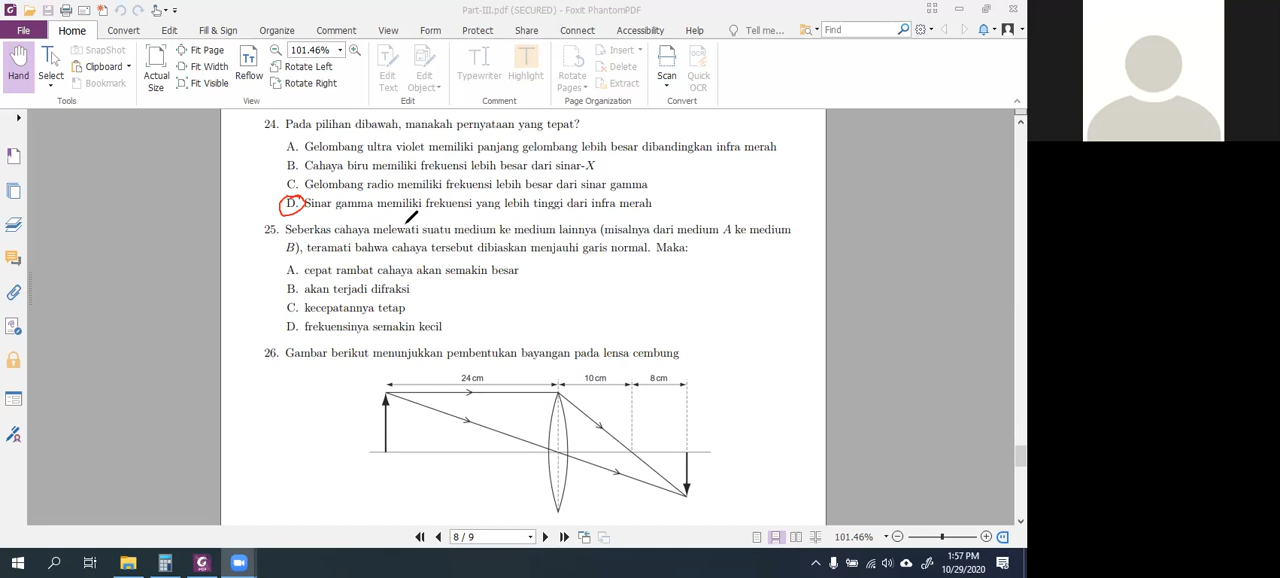 Part-III.pdf (SECURED) - Foxit PhantomPDF
File Home Convert Fill & Sign Organize Comment View Form Protect Share Connect Accessibility Help Tell me... Find
Hand
Select
SnapShot
Clipboard
Bookmark
Tools
Actual Size
Reflow
Fit Page
Fit Width
Fit Visible
101.46%
Rotate Left
Rotate Right
View
Edit Text
Edit Object
Edit
Typewriter
Highlight
Comment
Rotate Pages
Insert
Delete
Extract
Page Organization
Scan
Quick OCR
Convert
24. Pada pilihan dibawah, manakah pernyataan yang tepat?
A. Gelombang ultra violet memiliki panjang gelombang lebih besar dibandingkan infra merah
B. Cahaya biru memiliki frekuensi lebih besar dari sinar-X
C. Gelombang radio memiliki frekuensi lebih besar dari sinar gamma
D. Sinar gamma memiliki frekuensi yang lebih tinggi dari infra merah
25. Seberkas cahaya melewati suatu medium ke medium lainnya (misalnya dari medium A ke medium
B), teramati bahwa cahaya tersebut dibiaskan menjauhi garis normal. Maka:
A. cepat rambat cahaya akan semakin besar
B. akan terjadi difraksi
C. kecepatannya tetap
D. frekuensinya semakin kecil
26. Gambar berikut menunjukkan pembentukan bayangan pada lensa cembung
24 cm 10 cm 8 cm
8 / 9
101.46%
1:57 PM
10/29/2020